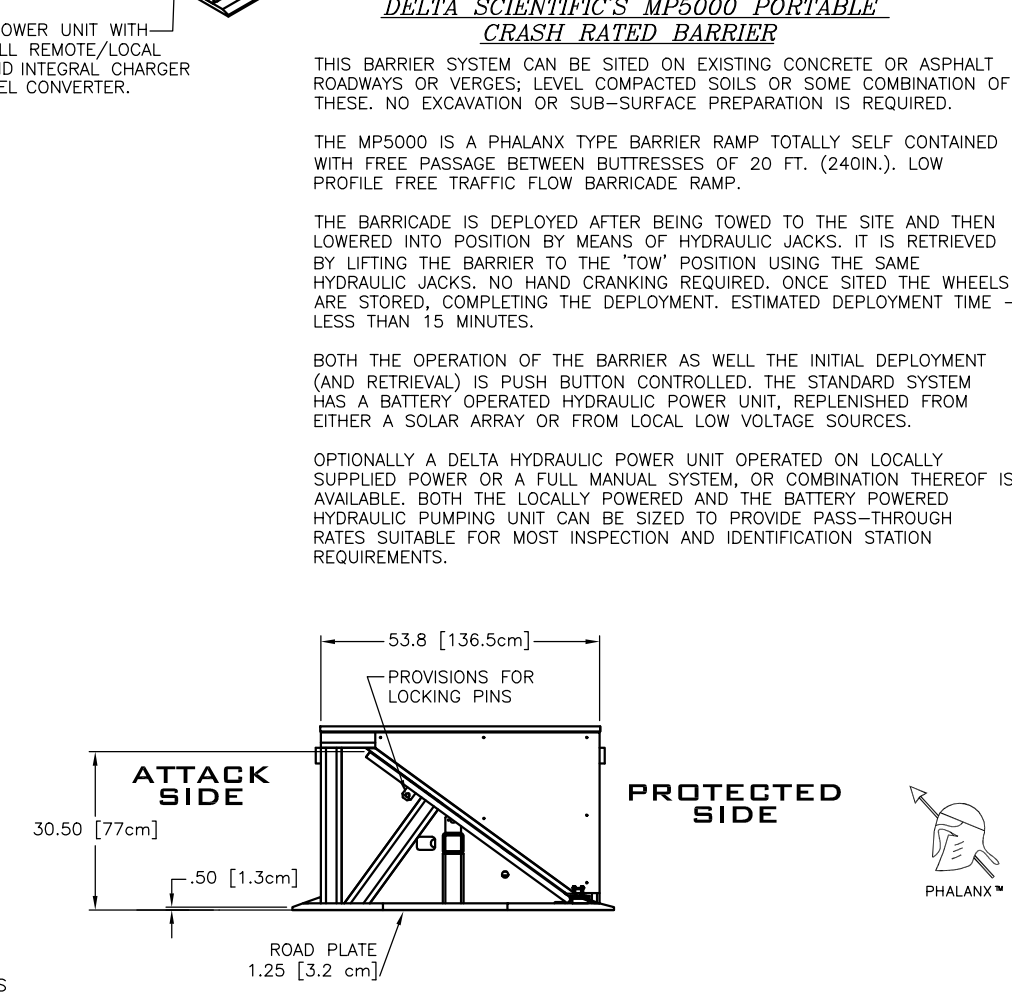 OWER UNIT WITH
LL REMOTE/LOCAL
ND INTEGRAL CHARGER
EL CONVERTER.
DELTA SCIENTIFIC'S MP5000 PORTABLE
CRASH RATED BARRIER
THIS BARRIER SYSTEM CAN BE SITED ON EXISTING CONCRETE OR ASPHALT
ROADWAYS OR VERGES; LEVEL COMPACTED SOILS OR SOME COMBINATION OF
THESE. NO EXCAVATION OR SUB-SURFACE PREPARATION IS REQUIRED.
THE MP5000 IS A PHALANX TYPE BARRIER RAMP TOTALLY SELF CONTAINED
WITH FREE PASSAGE BETWEEN BUTTRESSES OF 20 FT. (240IN.). LOW
PROFILE FREE TRAFFIC FLOW BARRICADE RAMP.
THE BARRICADE IS DEPLOYED AFTER BEING TOWED TO THE SITE AND THEN
LOWERED INTO POSITION BY MEANS OF HYDRAULIC JACKS. IT IS RETRIEVED
BY LIFTING THE BARRIER TO THE 'TOW' POSITION USING THE SAME
HYDRAULIC JACKS. NO HAND CRANKING REQUIRED. ONCE SITED THE WHEELS
ARE STORED, COMPLETING THE DEPLOYMENT. ESTIMATED DEPLOYMENT TIME -
LESS THAN 15 MINUTES.
BOTH THE OPERATION OF THE BARRIER AS WELL THE INITIAL DEPLOYMENT
(AND RETRIEVAL) IS PUSH BUTTON CONTROLLED. THE STANDARD SYSTEM
HAS A BATTERY OPERATED HYDRAULIC POWER UNIT, REPLENISHED FROM
EITHER A SOLAR ARRAY OR FROM LOCAL LOW VOLTAGE SOURCES.
OPTIONALLY A DELTA HYDRAULIC POWER UNIT OPERATED ON LOCALLY
SUPPLIED POWER OR A FULL MANUAL SYSTEM, OR COMBINATION THEREOF IS
AVAILABLE. BOTH THE LOCALLY POWERED AND THE BATTERY POWERED
HYDRAULIC PUMPING UNIT CAN BE SIZED TO PROVIDE PASS-THROUGH
RATES SUITABLE FOR MOST INSPECTION AND IDENTIFICATION STATION
REQUIREMENTS.
53.8 [136.5cm]
PROVISIONS FOR
LOCKING PINS
ATTACK
SIDE
PROTECTED
SIDE
30.50 [77cm]
.50 [1.3cm]
PHALANX™
ROAD PLATE
1.25 [3.2 cm]
S